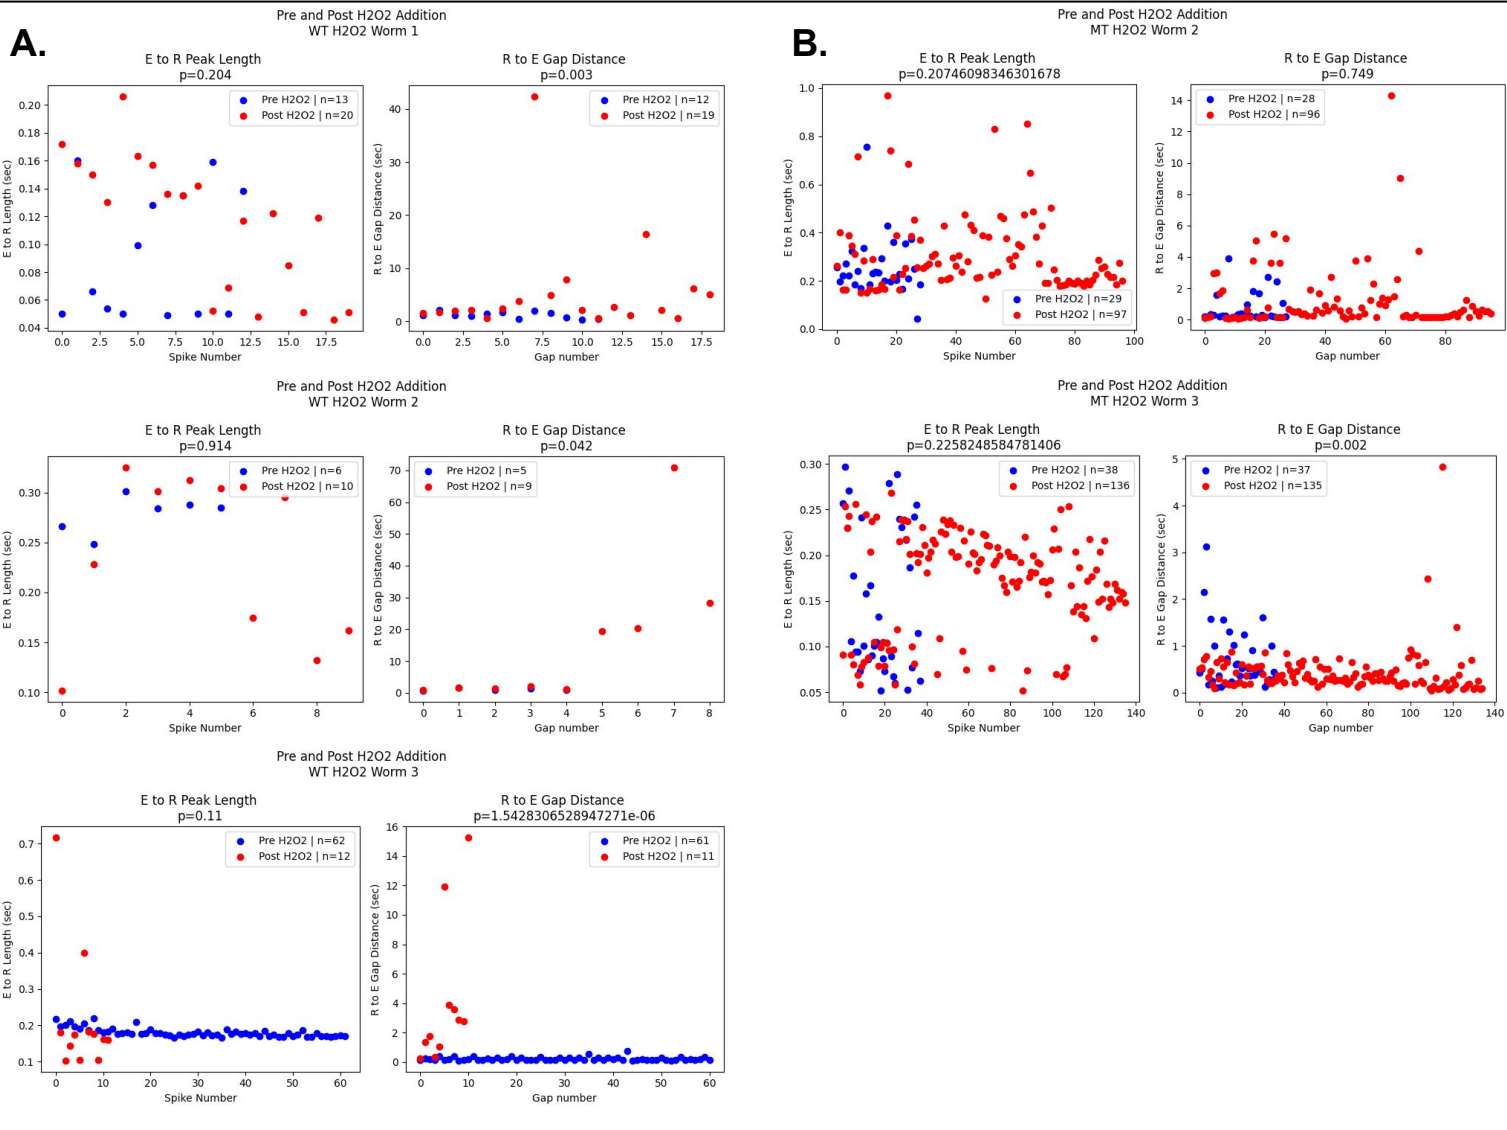 A.
Pre and Post H2O2 Addition
WT H2O2 Worm 1
E to R Peak Length
p=0.204
Pre H2O2 | n=13
Post H2O2 | n=20
E to R Length (sec)
0.20
0.18
0.16
0.14
0.12
0.10
0.08
0.06
0.04
0.0 2.5 5.0 7.5 10.0 12.5 15.0 17.5
Spike Number
R to E Gap Distance
p=0.003
Pre H2O2 | n=12
Post H2O2 | n=19
R to E Gap Distance (sec)
40
30
20
10
0
0.0 2.5 5.0 7.5 10.0 12.5 15.0 17.5
Gap number
Pre and Post H2O2 Addition
WT H2O2 Worm 2
E to R Peak Length
p=0.914
Pre H2O2 | n=6
Post H2O2 | n=10
E to R Length (sec)
0.30
0.25
0.20
0.15
0.10
0 2 4 6 8
Spike Number
R to E Gap Distance
p=0.042
Pre H2O2 | n=5
Post H2O2 | n=9
R to E Gap Distance (sec)
70
60
50
40
30
20
10
0
0 1 2 3 4 5 6 7 8
Gap number
Pre and Post H2O2 Addition
WT H2O2 Worm 3
E to R Peak Length
p=0.11
Pre H2O2 | n=62
Post H2O2 | n=12
E to R Length (sec)
0.7
0.6
0.5
0.4
0.3
0.2
0.1
0 10 20 30 40 50 60
Spike Number
R to E Gap Distance
p=1.5428306528947271e-06
Pre H2O2 | n=61
Post H2O2 | n=11
R to E Gap Distance (sec)
16
14
12
10
8
6
4
2
0
0 10 20 30 40 50 60
Gap number
B.
Pre and Post H2O2 Addition
MT H2O2 Worm 2
E to R Peak Length
p=0.20746098346301678
Pre H2O2 | n=29
Post H2O2 | n=97
E to R Length (sec)
1.0
0.8
0.6
0.4
0.2
0.0
0 20 40 60 80 100
Spike Number
R to E Gap Distance
p=0.749
Pre H2O2 | n=28
Post H2O2 | n=96
R to E Gap Distance (sec)
14
12
10
8
6
4
2
0
0 20 40 60 80
Gap number
Pre and Post H2O2 Addition
MT H2O2 Worm 3
E to R Peak Length
p=0.2258248584781406
Pre H2O2 | n=38
Post H2O2 | n=136
E to R Length (sec)
0.30
0.25
0.20
0.15
0.10
0.05
0 20 40 60 80 100 120 140
Spike Number
R to E Gap Distance
p=0.002
Pre H2O2 | n=37
Post H2O2 | n=135
R to E Gap Distance (sec)
5
4
3
2
1
0
0 20 40 60 80 100 120 140
Gap number